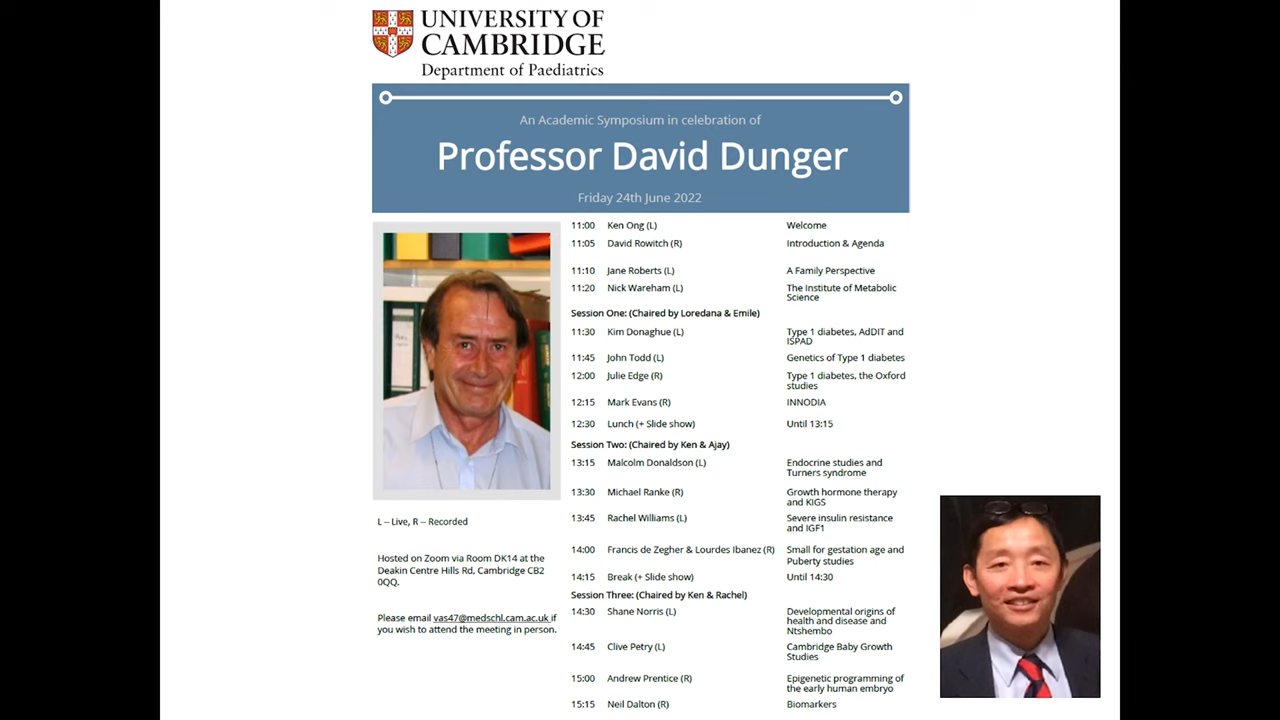 UNIVERSITY OF
CAMBRIDGE
Department of Paediatrics
An Academic Symposium in celebration of
Professor David Dunger
Friday 24th June 2022
11:00 Ken Ong (L) Welcome
11:05 David Rowitch (R) Introduction & Agenda
11:10 Jane Roberts (L) A Family Perspective
11:20 Nick Wareham (L) The Institute of Metabolic
Science
Session One: (Chaired by Loredana & Emile)
11:30 Kim Donaghue (L) Type 1 diabetes, AdDIT and
ISPAD
11:45 John Todd (L) Genetics of Type 1 diabetes
12:00 Julie Edge (R) Type 1 diabetes, the Oxford
studies
12:15 Mark Evans (R) INNODIA
12:30 Lunch (+ Slide show) Until 13:15
Session Two: (Chaired by Ken & Ajay)
13:15 Malcolm Donaldson (L) Endocrine studies and
Turners syndrome
13:30 Michael Ranke (R) Growth hormone therapy
and KIGS
13:45 Rachel Williams (L) Severe insulin resistance
and IGF1
14:00 Francis de Zegher & Lourdes Ibanez (R) Small for gestation age and
Puberty studies
14:15 Break (+ Slide show) Until 14:30
Session Three: (Chaired by Ken & Rachel)
14:30 Shane Norris (L) Developmental origins of
health and disease and
Ntshembo
14:45 Clive Petry (L) Cambridge Baby Growth
Studies
15:00 Andrew Prentice (R) Epigenetic programming of
the early human embryo
15:15 Neil Dalton (R) Biomarkers
L – Live, R – Recorded
Hosted on Zoom via Room DK14 at the
Deakin Centre Hills Rd, Cambridge CB2
0QQ.
Please email vas47@medschl.cam.ac.uk if
you wish to attend the meeting in person.